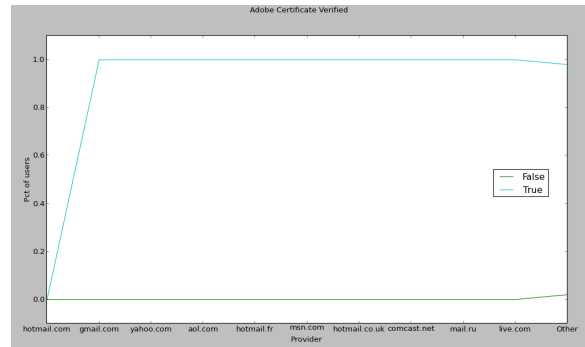 Adobe Certificate Verified
Pct of users
1.0
0.8
0.6
0.4
0.2
0.0
False
True
hotmail.com gmail.com yahoo.com aol.com hotmail.fr msn.com hotmail.co.uk comcast.net mail.ru live.com Other
Provider